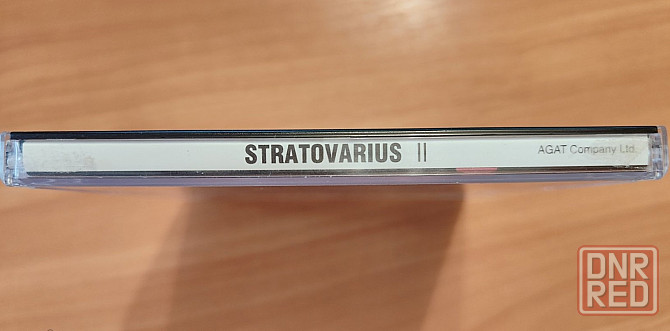 STRATOVARIUS II
AGAT Company Ltd.
DNR
RED